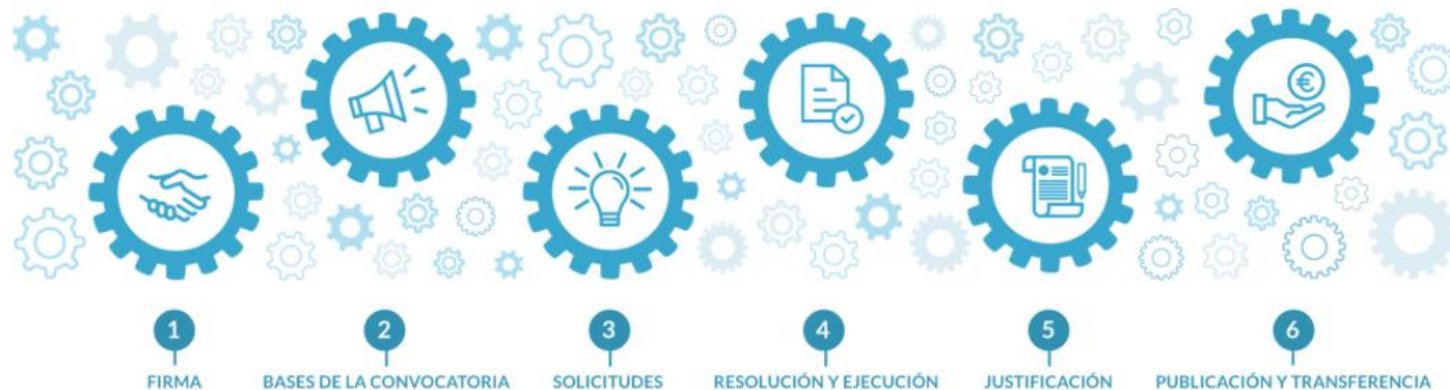 1
FIRMA
2
BASES DE LA CONVOCATORIA
3
SOLICITUDES
4
RESOLUCIÓN Y EJECUCIÓN
5
JUSTIFICACIÓN
6
PUBLICACIÓN Y TRANSFERENCIA
€